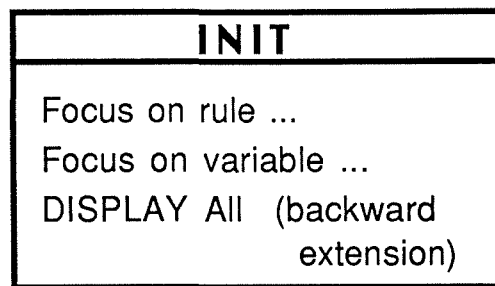 INIT
Focus on rule ...
Focus on variable ...
DISPLAY All (backward
extension)